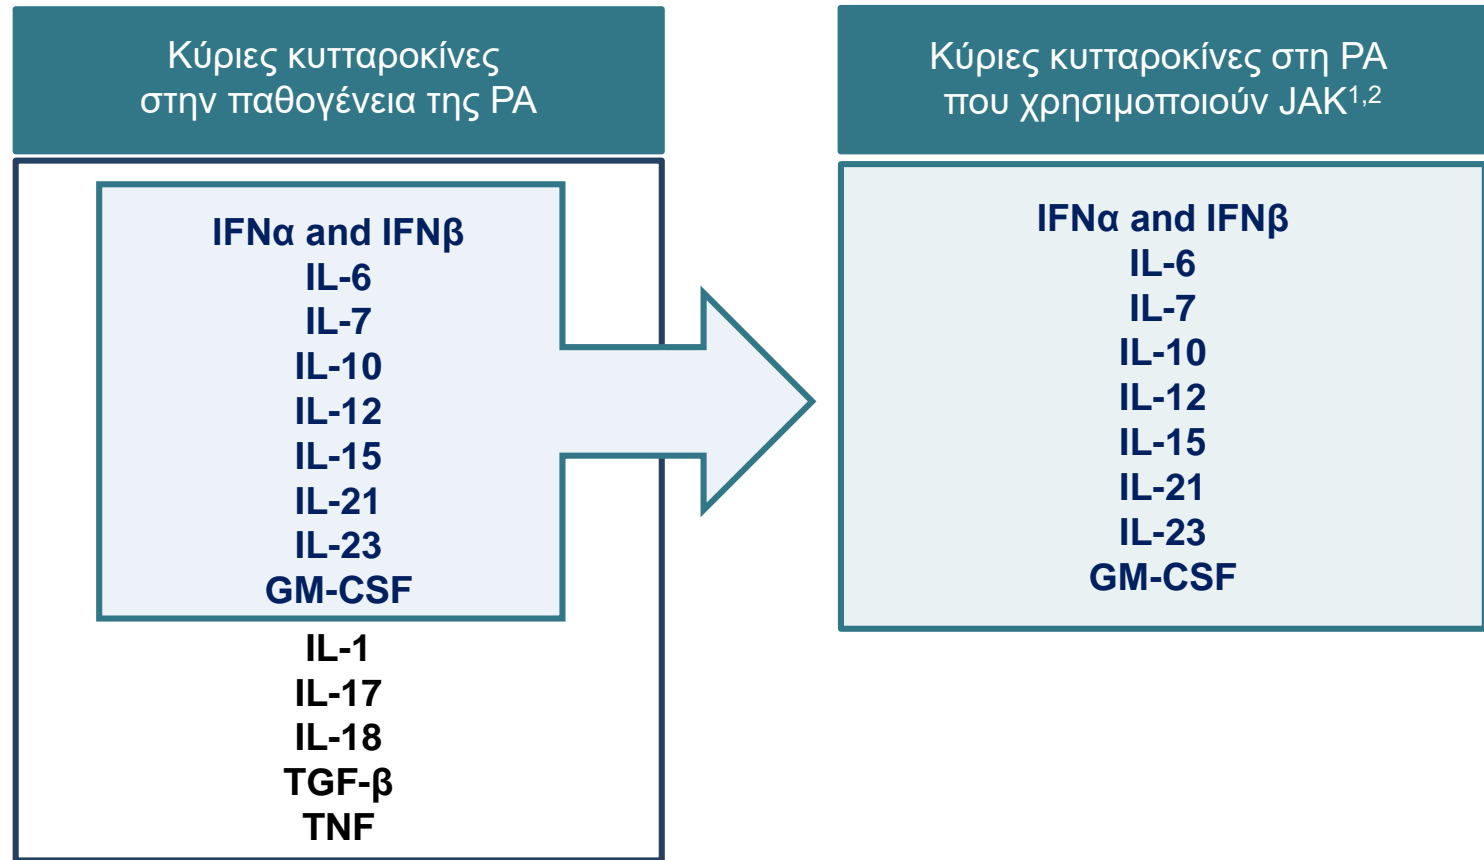 Κύριες κυτταροκίνες
στην παθογένεια της ΡΑ
IFNα and IFNβ
IL-6
IL-7
IL-10
IL-12
IL-15
IL-21
IL-23
GM-CSF
IL-1
IL-17
IL-18
TGF-β
TNF
Κύριες κυτταροκίνες στη ΡΑ
που χρησιμοποιούν JAK1,2
IFNα and IFNβ
IL-6
IL-7
IL-10
IL-12
IL-15
IL-21
IL-23
GM-CSF